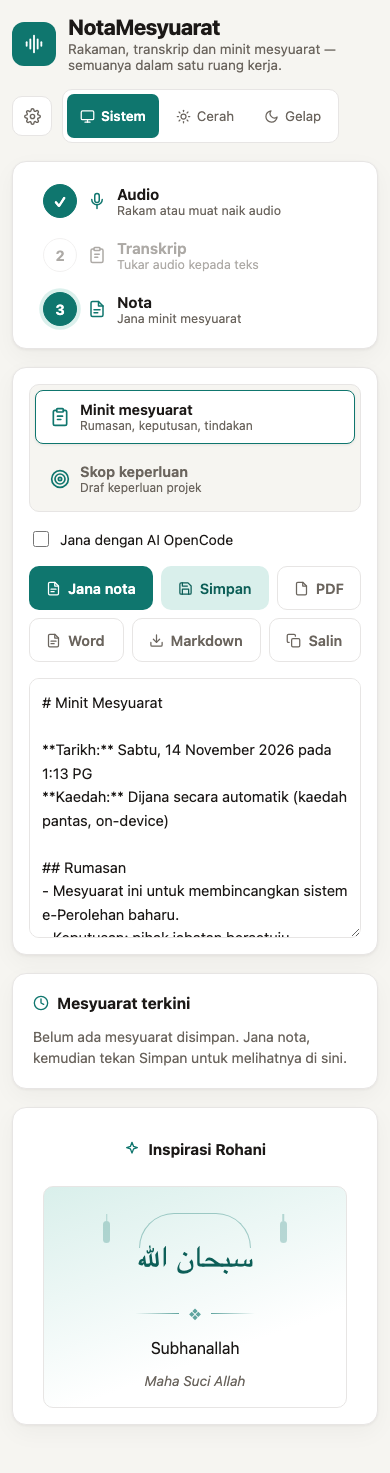 NotaMesyuarat
Rakaman, transkrip dan minit mesyuarat —
semuanya dalam satu ruang kerja.
Sistem
Cerah
Gelap
Audio
Rakam atau muat naik audio
2
Transkrip
Tukar audio kepada teks
3
Nota
Jana minit mesyuarat
Minit mesyuarat
Rumusan, keputusan, tindakan
Skop keperluan
Draf keperluan projek
Jana dengan AI OpenCode
Jana nota
Simpan
PDF
Word
Markdown
Salin
# Minit Mesyuarat
**Tarikh:** Sabtu, 14 November 2026 pada
1:13 PG
**Kaedah:** Dijana secara automatik (kaedah
pantas, on-device)
## Rumasan
- Mesyuarat ini untuk membincangkan sistem
e-Perolehan baharu.
- Keputusan: pihak jabatan bersetuju
Mesyuarat terkini
Belum ada mesyuarat disimpan. Jana nota,
kemudian tekan Simpan untuk melihatnya di sini.
Inspirasi Rohani
سبحان الله
Subhanallah
Maha Suci Allah